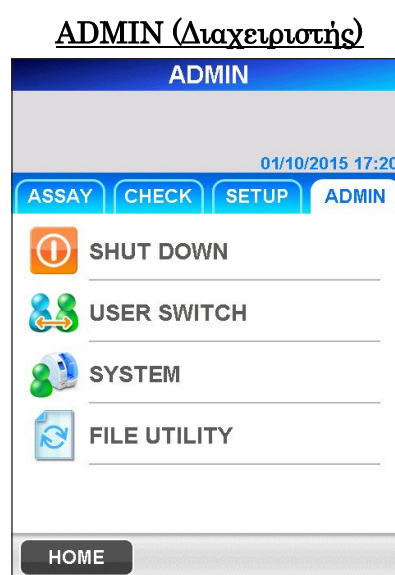 ADMIN (Διαχειριστής)
ADMIN
01/10/2015 17:20
ASSAY CHECK SETUP ADMIN
SHUT DOWN
USER SWITCH
SYSTEM
FILE UTILITY
HOME